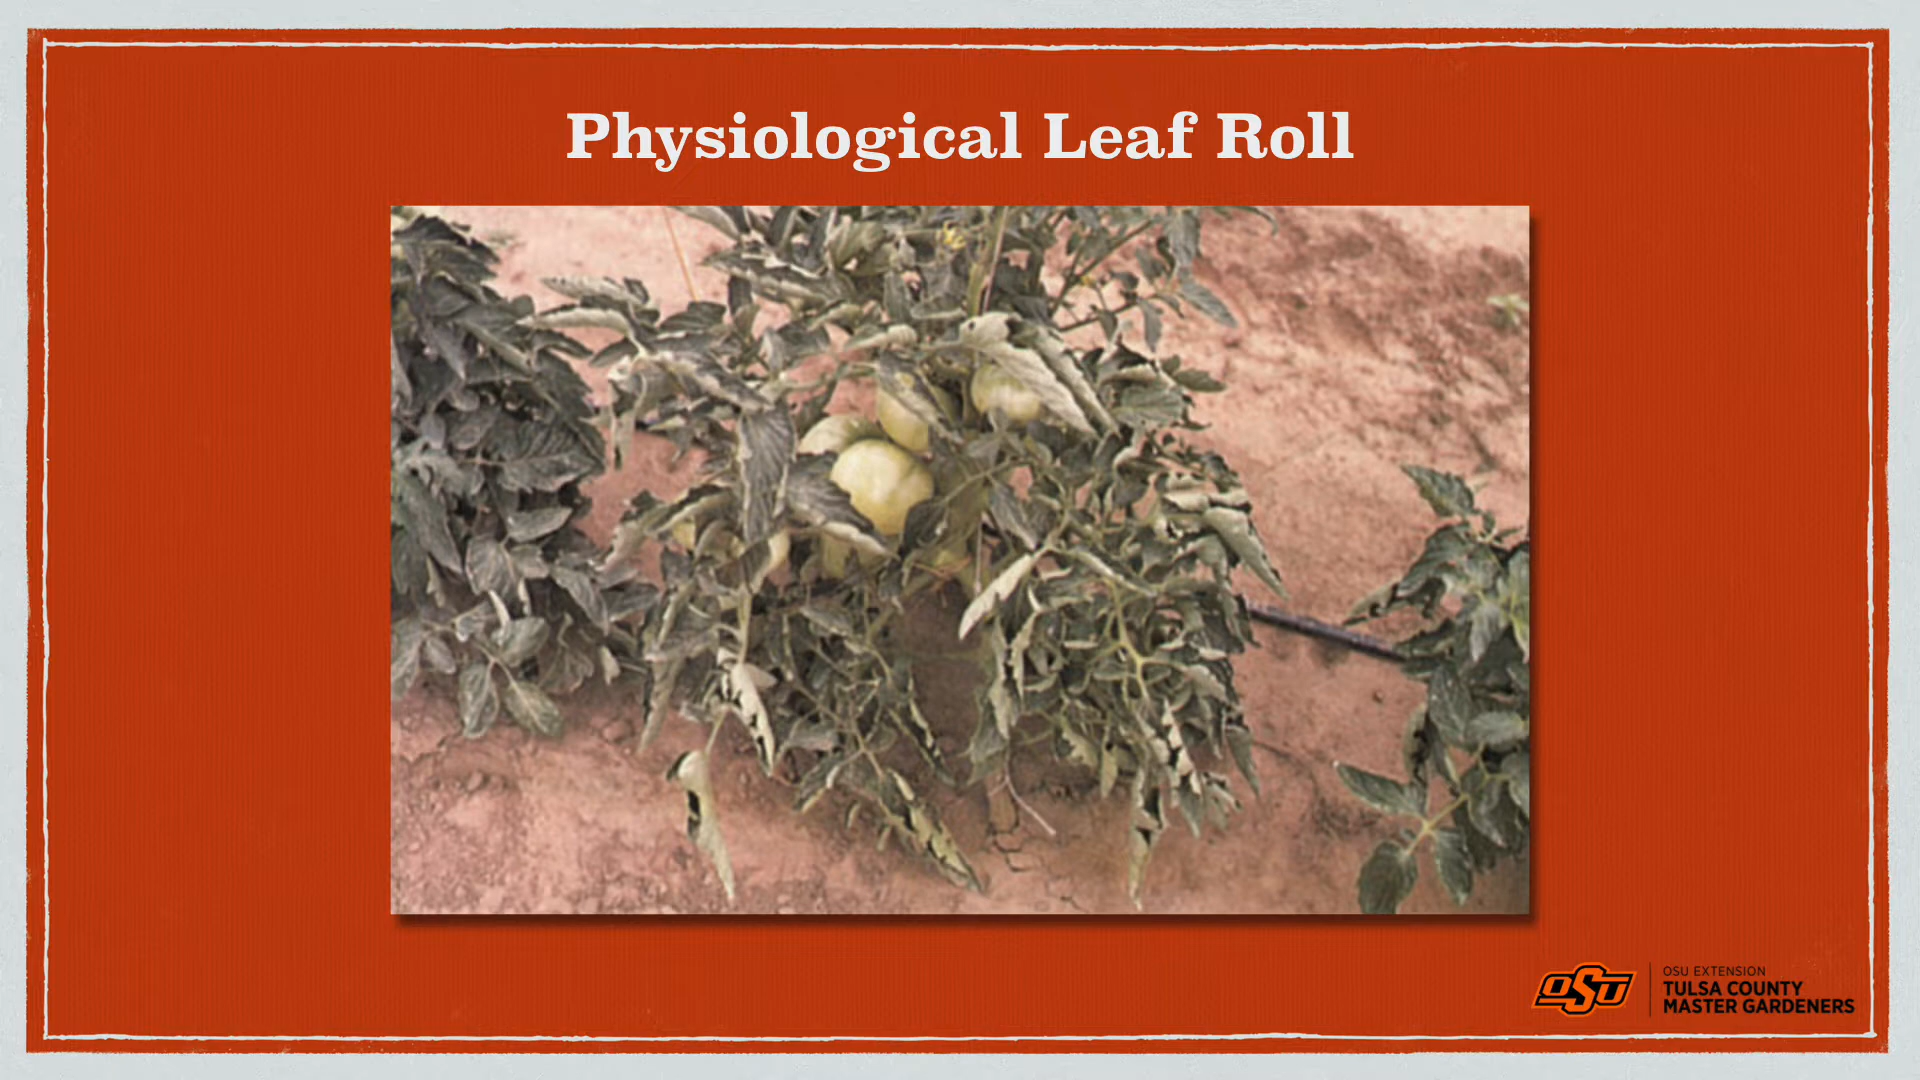 Physiological Leaf Roll
OSU
OSU EXTENSION
TULSA COUNTY
MASTER GARDENERS